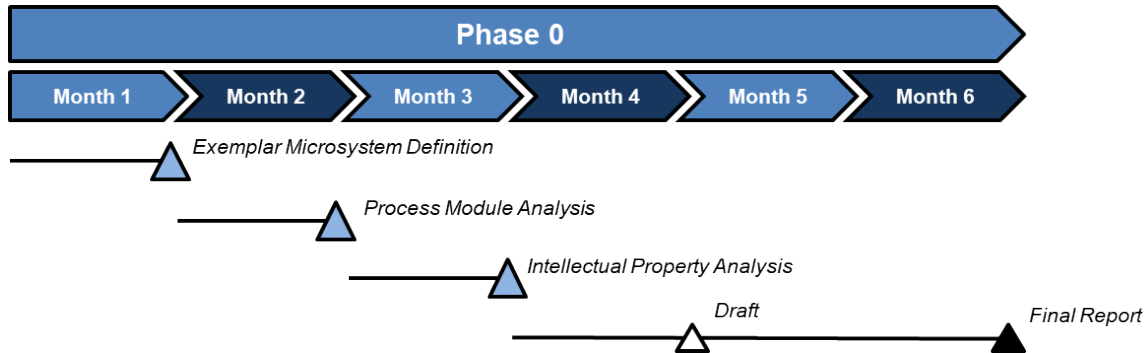 Phase 0
Month 1
Month 2
Month 3
Month 4
Month 5
Month 6
Exemplar Microsystem Definition
Process Module Analysis
Intellectual Property Analysis
Draft
Final Report